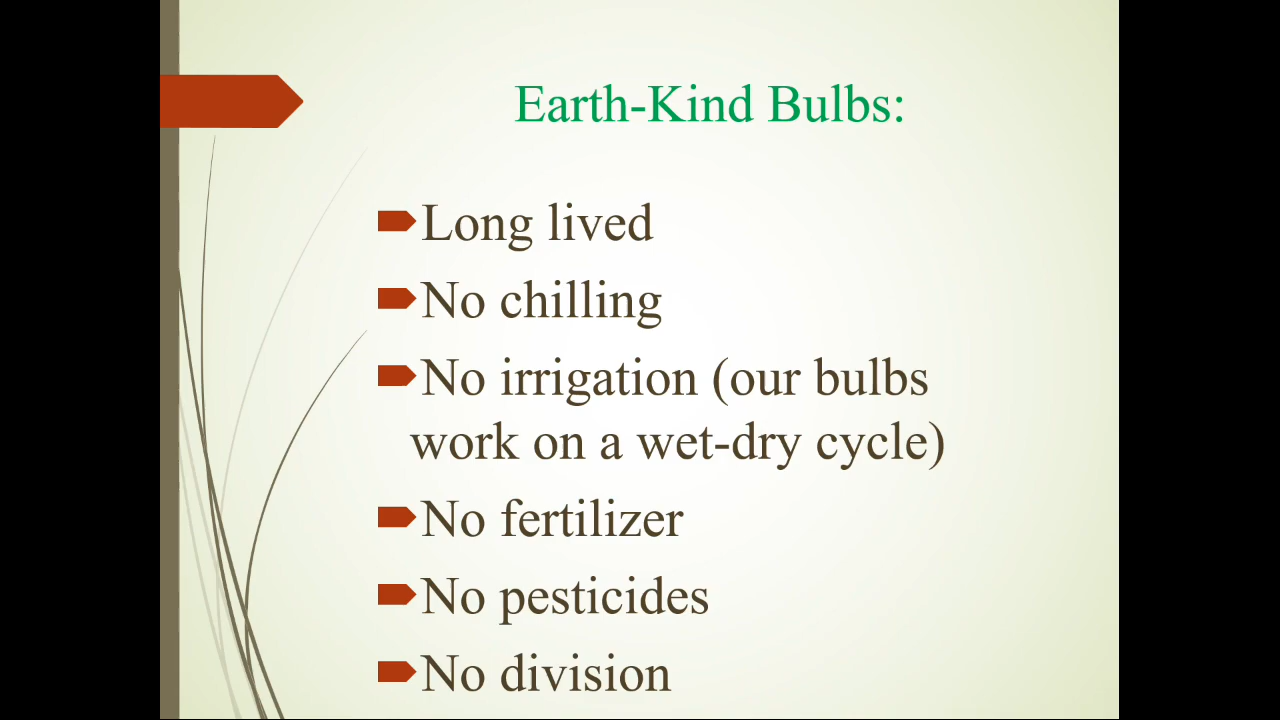 Earth-Kind Bulbs:
Long lived
No chilling
No irrigation (our bulbs
work on a wet-dry cycle)
No fertilizer
No pesticides
No division